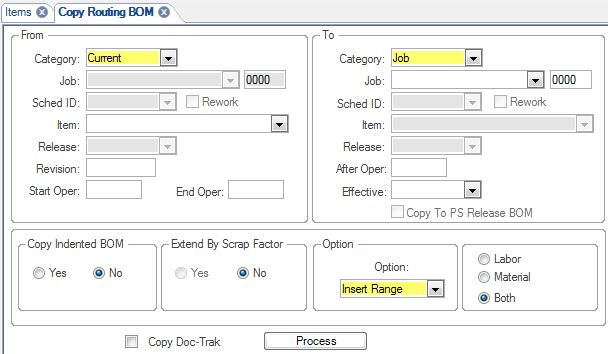 Items Copy Routing BOM
From To
Category: Current Category: Job
Job: 0000 Job: 0000
Sched ID: Rework Sched ID: Rework
Item: Item:
Release: Release:
Revision: After Oper:
Start Oper: End Oper: Effective:
Copy To PS Release BOM
Copy Indented BOM Extend By Scrap Factor Option
Labor
Option:
Yes No Yes No Material
Insert Range Both
Copy Doc-Trak Process